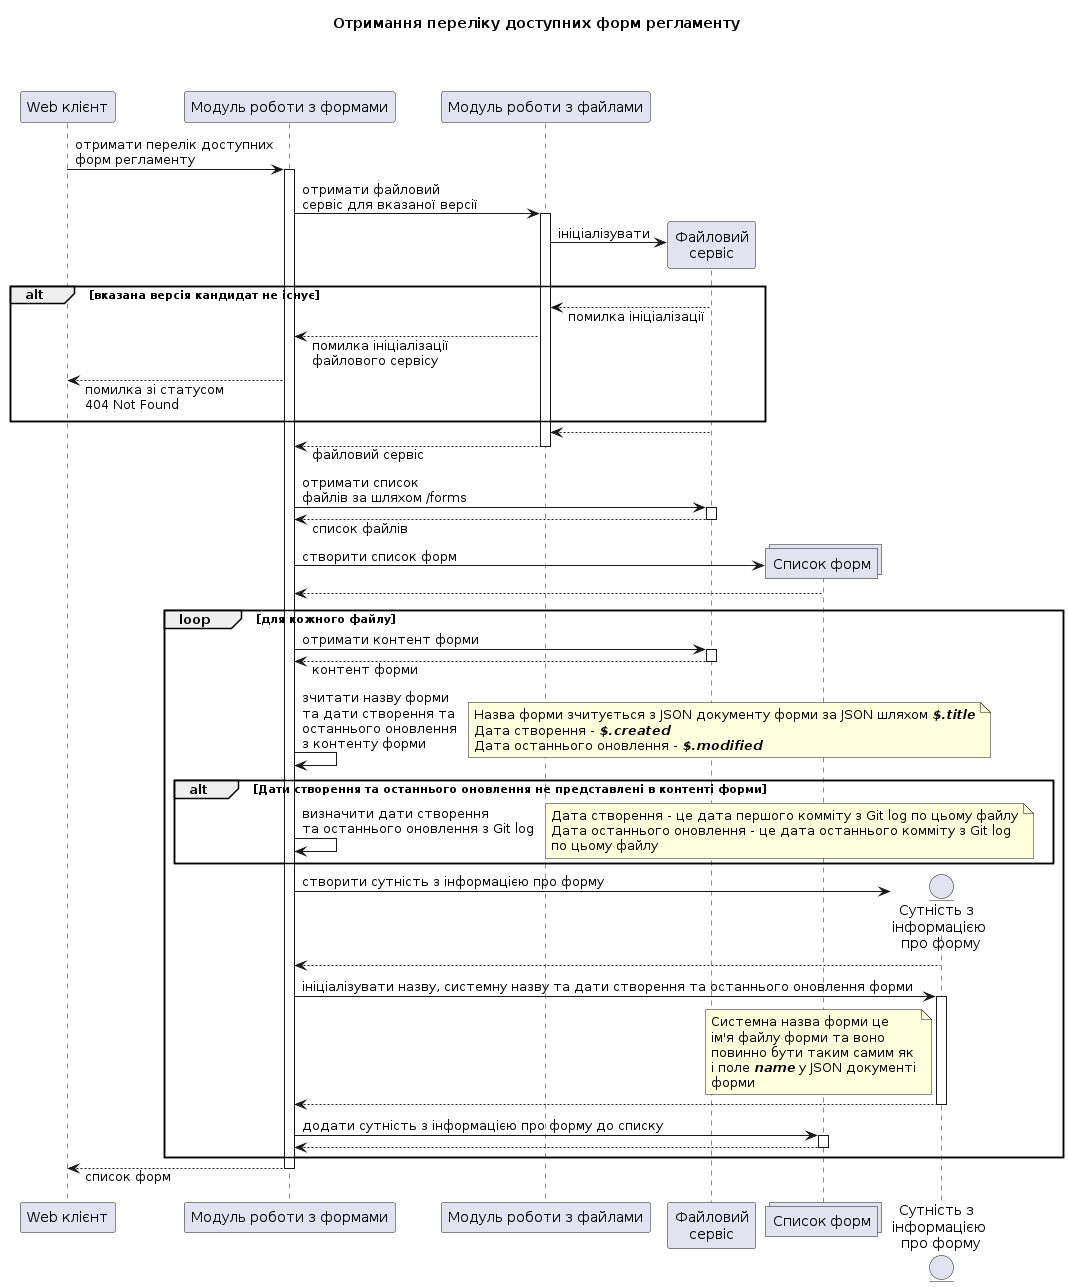 Отримання переліку доступних форм регламенту
Web клієнт
Модуль роботи з формами
Модуль роботи з файлами
отримати перелік доступних
форм регламенту
отримати файловий
сервіс для вказаної версії
ініціалізувати
Файловий
сервіс
alt
[вказана версія кандидат не існує]
помилка ініціалізації
помилка ініціалізації
файлового сервісу
помилка зі статусом
404 Not Found
файловий сервіс
отримати список
файлів за шляхом /forms
список файлів
створити список форм
Список форм
loop
[для кожного файлу]
отримати контент форми
контент форми
зчитати назву форми
та дати створення та
останнього оновлення
з контенту форми
Назва форми зчитується з JSON документу форми за JSON шляхом $.title
Дата створення - $.created
Дата останнього оновлення - $.modified
alt
[Дати створення та останнього оновлення не представлені в контенті форми]
визначити дати створення
та останнього оновлення з Git log
Дата створення - це дата першого комміту з Git log по цьому файлу
Дата останнього оновлення - це дата останнього комміту з Git log
по цьому файлу
створити сутність з інформацією про форму
Сутність з
інформацією
про форму
ініціалізувати назву, системну назву та дати створення та останнього оновлення форми
Системна назва форми це
ім'я файлу форми та воно
повинно бути таким самим як
і поле name у JSON документі
форми
додати сутність з інформацією про форму до списку
список форм
Web клієнт
Модуль роботи з формами
Модуль роботи з файлами
Файловий
сервіс
Список форм
Сутність з
інформацією
про форму